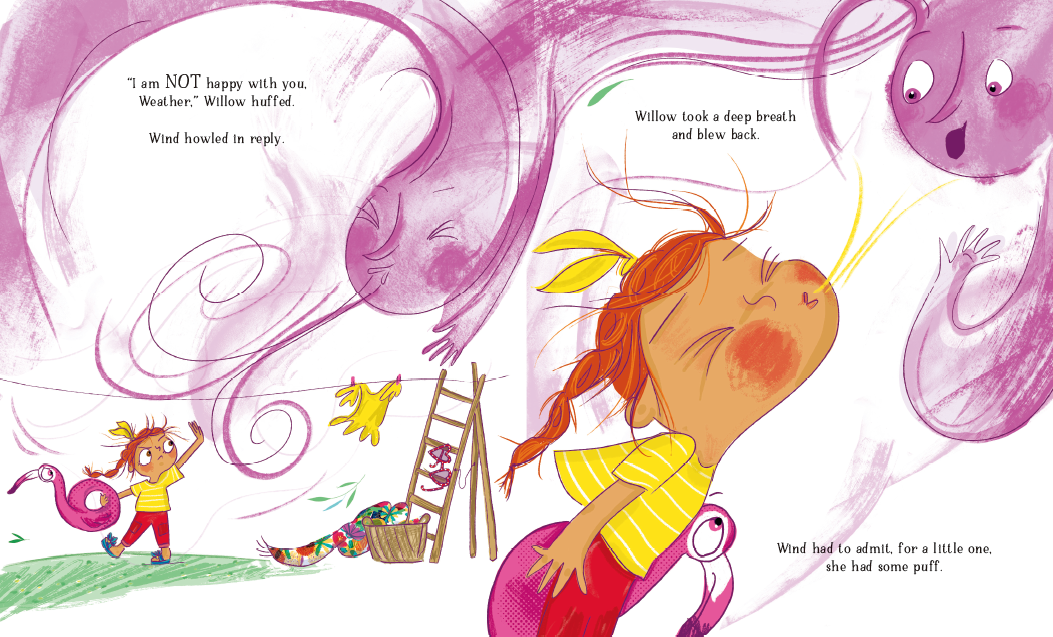 “I am NOT happy with you,
Weather,” Willow huffed.
Wind howled in reply.
Willow took a deep breath
and blew back.
Wind had to admit, for a little one,
she had some puff.